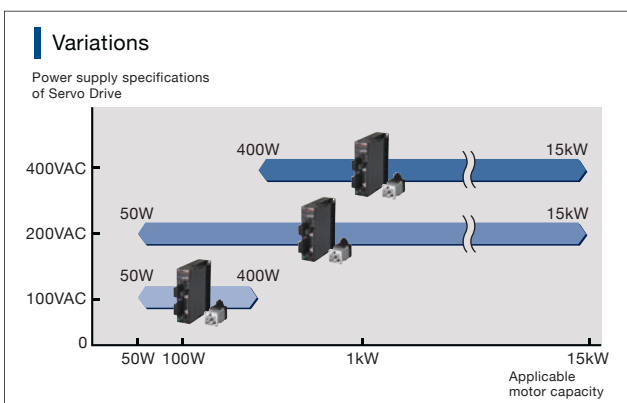 Variations
Power supply specifications
of Servo Drive
400W 15kW
400VAC
50W 15kW
200VAC
50W 400W
100VAC
0
50W 100W 1kW 15kW
Applicable
motor capacity